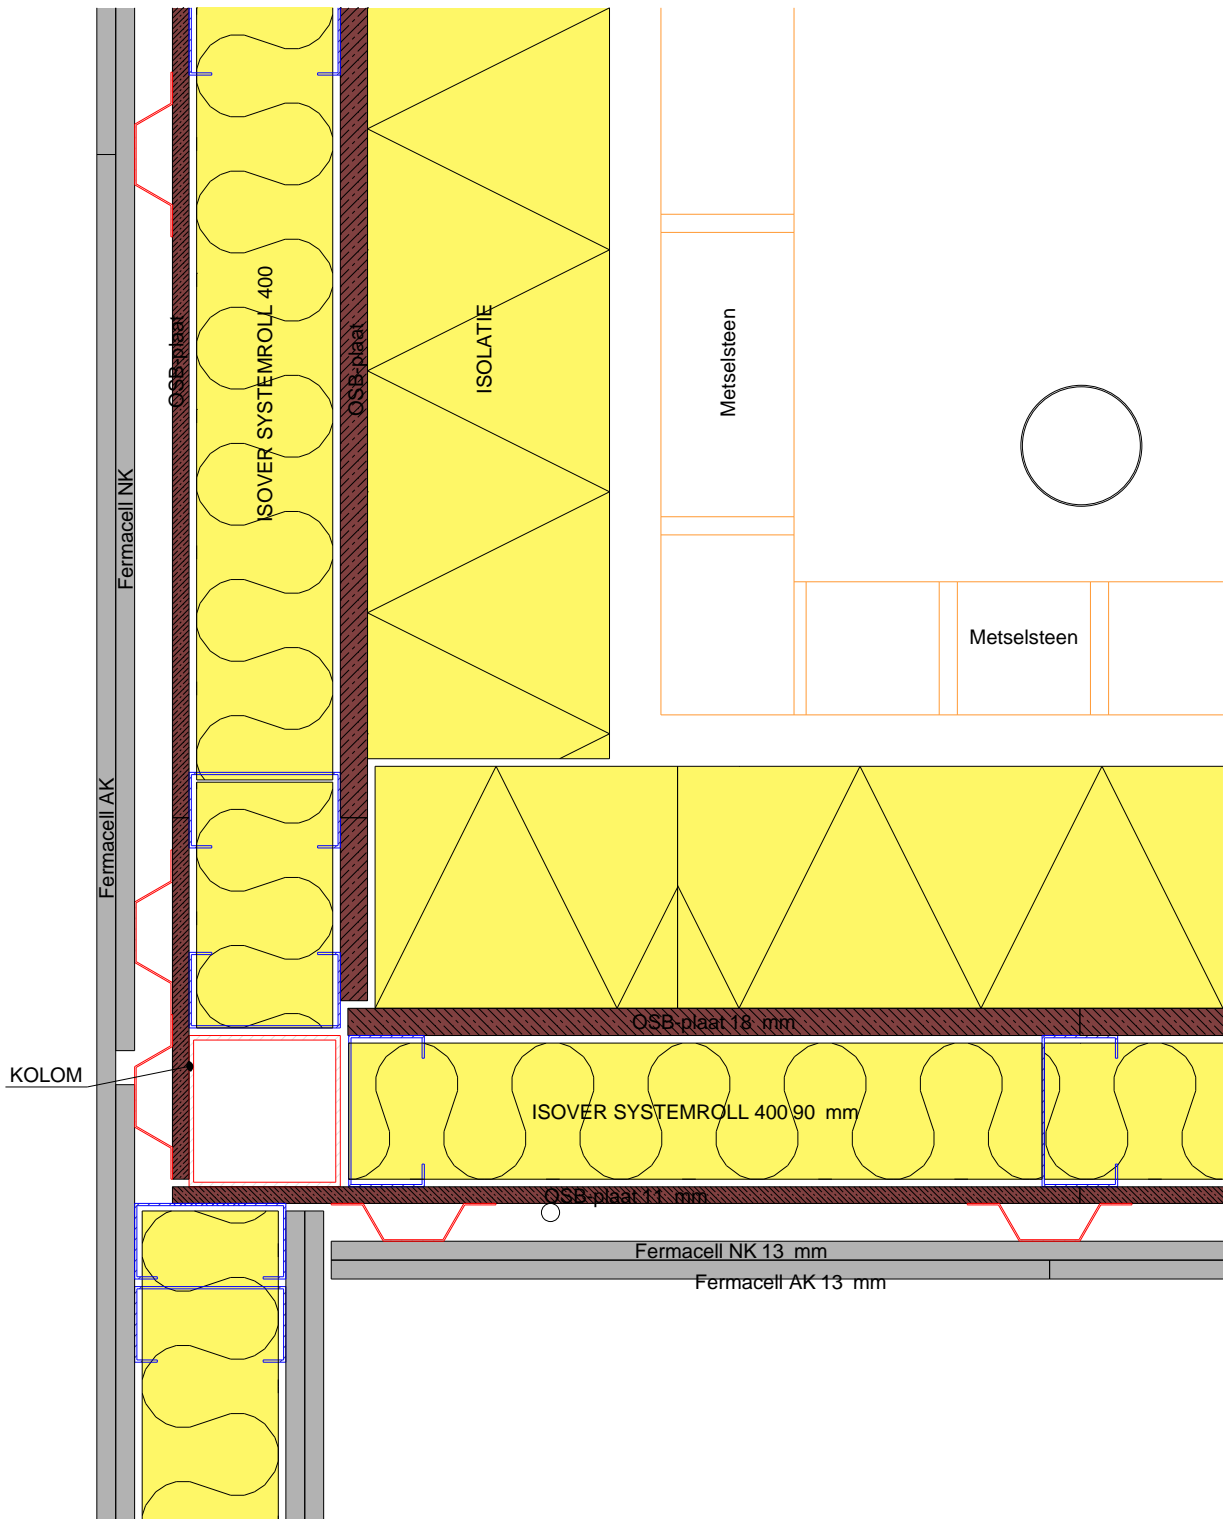 OSB-plaat
ISOVER SYSTEMROLL 400
OSB-plaat
ISOLATIE
Metselsteen
Fermacell NK
Metselsteen
Fermacell AK
OSB-plaat 18 mm
KOLOM
ISOVER SYSTEMROLL 400 90 mm
OSB-plaat 11 mm
Fermacell NK 13 mm
Fermacell AK 13 mm